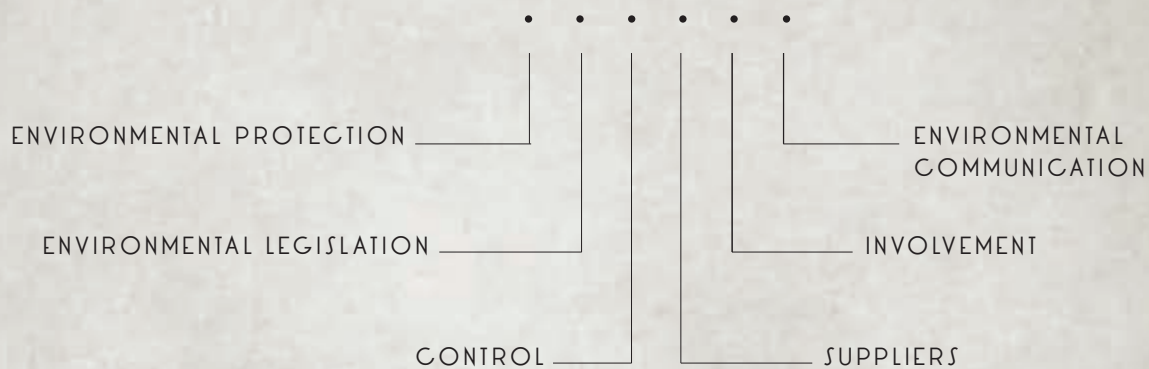 ENVIRONMENTAL PROTECTION
ENVIRONMENTAL
COMMUNICATION
ENVIRONMENTAL LEGISLATION
INVOLVEMENT
CONTROL
SUPPLIERS